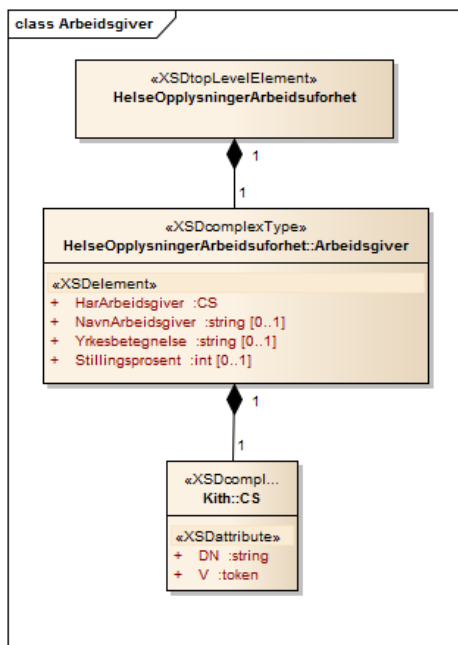 class Arbeidsgiver
«XSDtopLevelElement»
HelseOpplysningerArbeidsuforhet
1
1
«XSDcomplexType»
HelseOpplysningerArbeidsuforhet::Arbeidsgiver
«XSDelement»
+ HarArbeidsgiver :CS
+ NavnArbeidsgiver :string [0..1]
+ Yrkesbetegnelse :string [0..1]
+ Stillingsprosent :int [0..1]
1
1
«XSDcompl...
Kith::CS
«XSDattribute»
+ DN :string
+ V :token